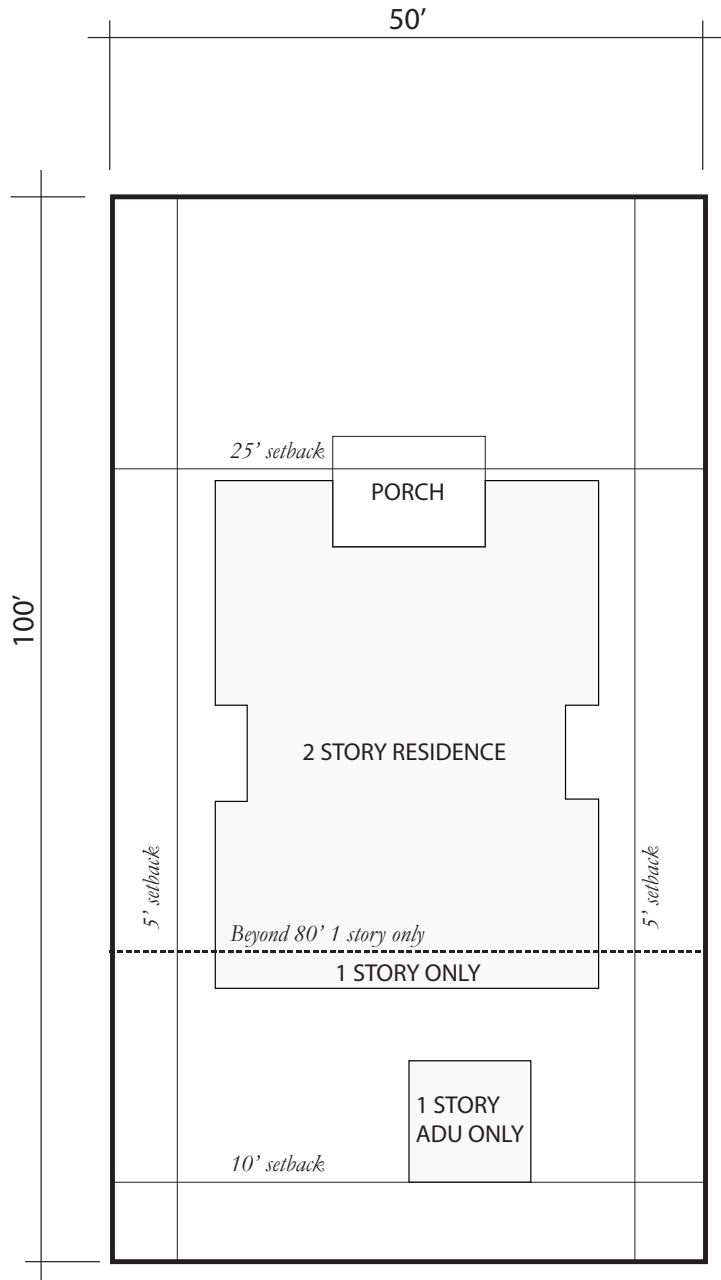 50’
25’ setback
PORCH
100’
2 STORY RESIDENCE
5’ setback
5’ setback
Beyond 80’ 1 story only
1 STORY ONLY
1 STORY
ADU ONLY
10’ setback